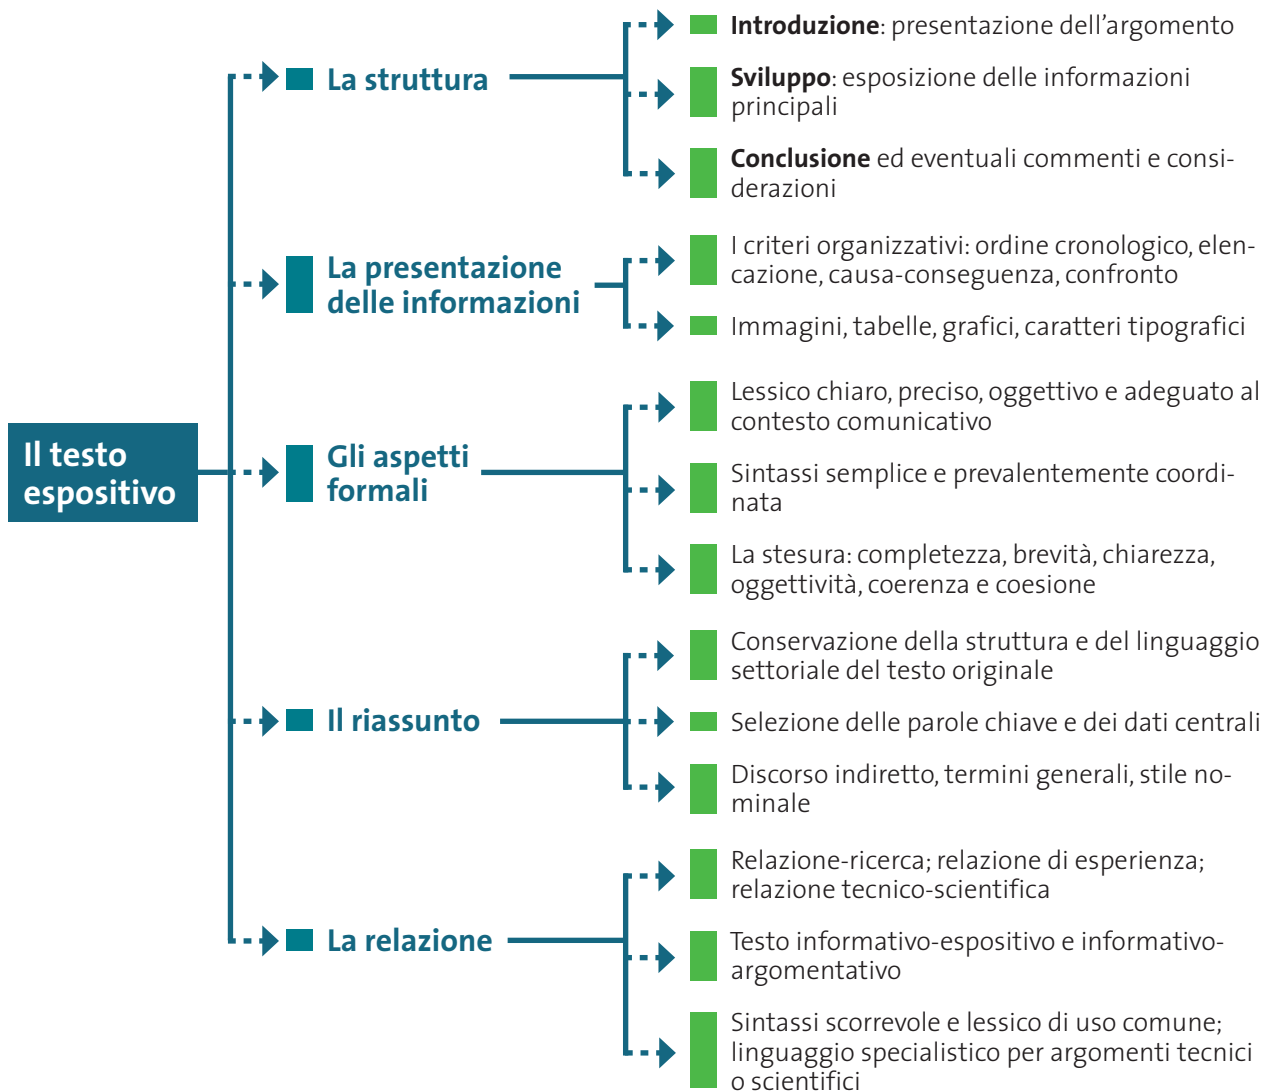 Il testo
espositivo
La struttura
Introduzione: presentazione dell’argomento
Sviluppo: esposizione delle informazioni
principali
Conclusione ed eventuali commenti e consi-
derazioni
La presentazione
delle informazioni
I criteri organizzativi: ordine cronologico, elen-
cazione, causa-conseguenza, confronto
Immagini, tabelle, grafici, caratteri tipografici
Gli aspetti
formali
Lessico chiaro, preciso, oggettivo e adeguato al
contesto comunicativo
Sintassi semplice e prevalentemente coordi-
nata
La stesura: completezza, brevità, chiarezza,
oggettività, coerenza e coesione
Il riassunto
Conservazione della struttura e del linguaggio
settoriale del testo originale
Selezione delle parole chiave e dei dati centrali
Discorso indiretto, termini generali, stile no-
minale
La relazione
Relazione-ricerca; relazione di esperienza;
relazione tecnico-scientifica
Testo informativo-espositivo e informativo-
argomentativo
Sintassi scorrevole e lessico di uso comune;
linguaggio specialistico per argomenti tecnici
o scientifici